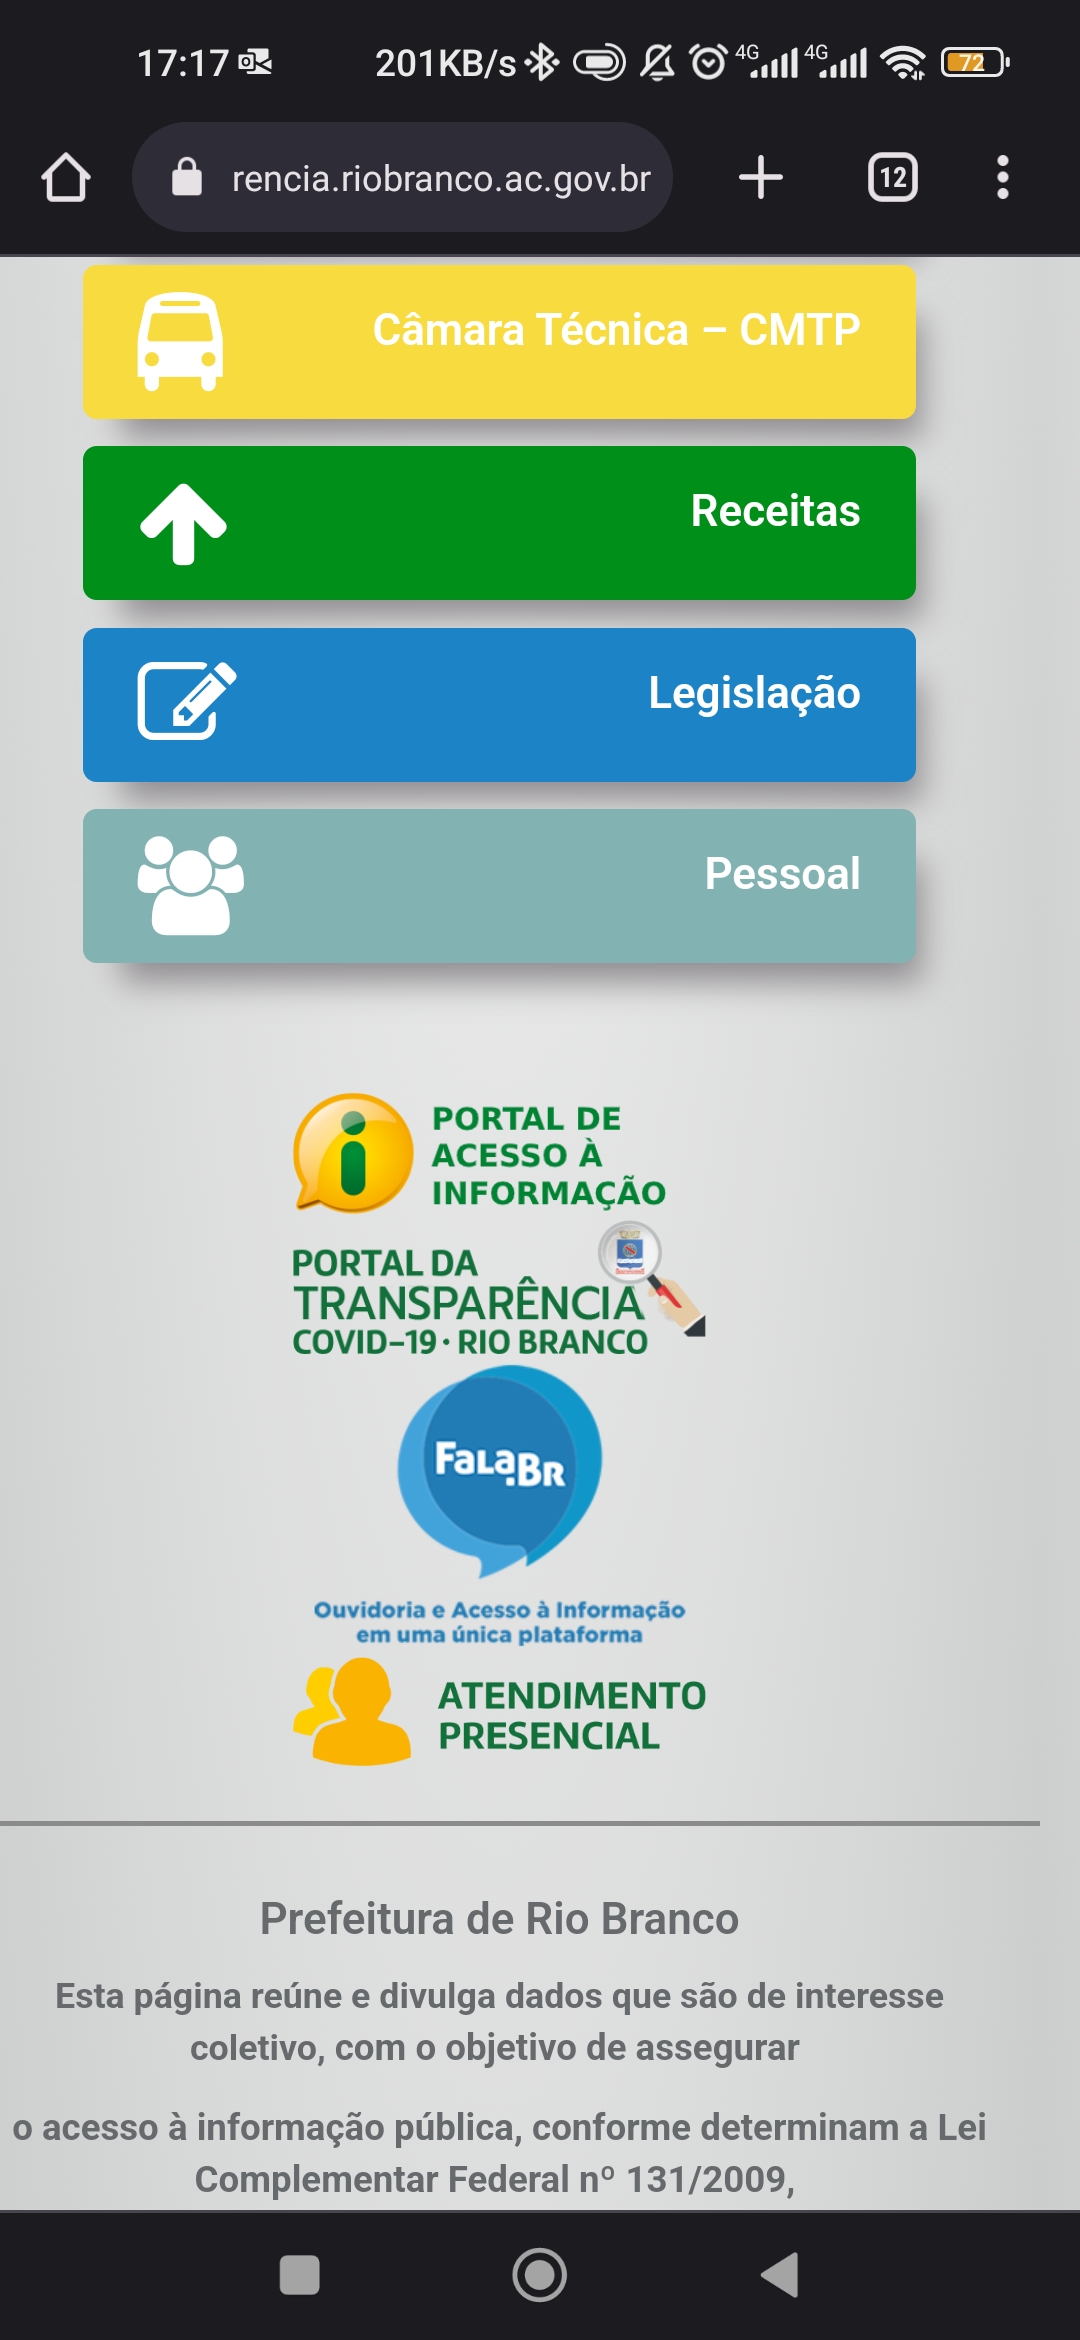 17:17 201KB/s 4G 4G 72
rencia.riobranco.ac.gov.br 12
Câmara Técnica – CMTP
Receitas
Legislação
Pessoal
PORTAL DE
ACESSO À
INFORMAÇÃO
PORTAL DA
TRANSPARÊNCIA
COVID-19 · RIO BRANCO
FALA.BR
Ouvidoria e Acesso à Informação
em uma única plataforma
ATENDIMENTO
PRESENCIAL
Prefeitura de Rio Branco
Esta página reúne e divulga dados que são de interesse
coletivo, com o objetivo de assegurar
o acesso à informação pública, conforme determinam a Lei
Complementar Federal nº 131/2009,